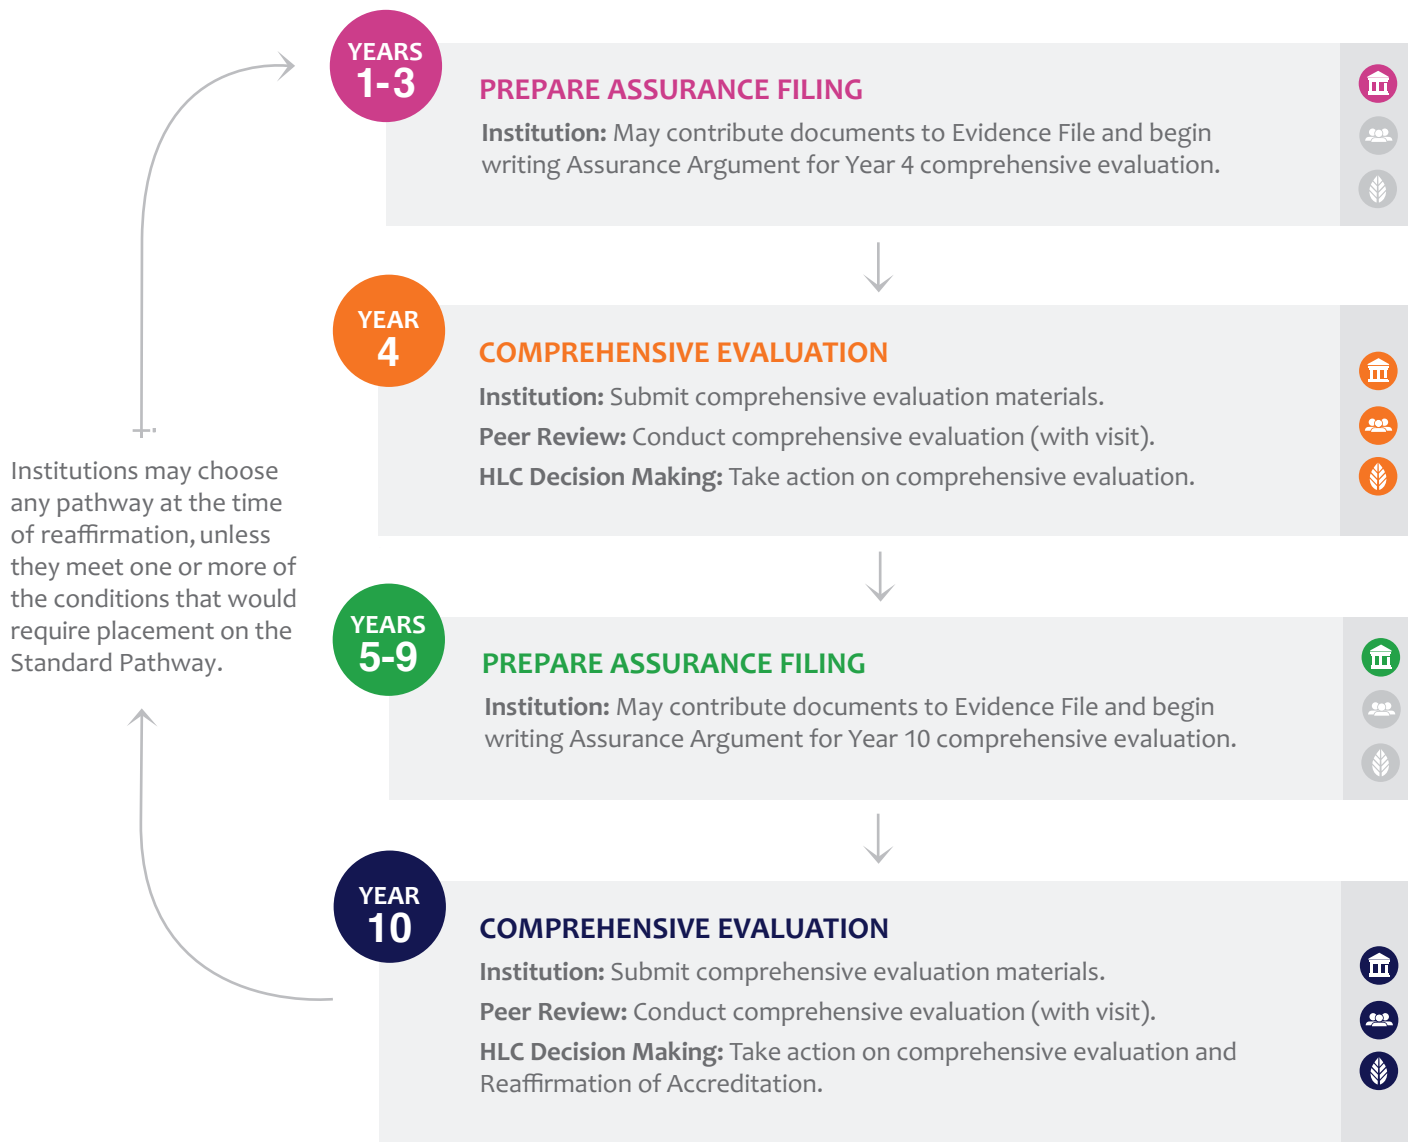 YEARS
1-3
PREPARE ASSURANCE FILING
Institution: May contribute documents to Evidence File and begin
writing Assurance Argument for Year 4 comprehensive evaluation.
YEAR
4
COMPREHENSIVE EVALUATION
Institution: Submit comprehensive evaluation materials.
Peer Review: Conduct comprehensive evaluation (with visit).
HLC Decision Making: Take action on comprehensive evaluation.
Institutions may choose
any pathway at the time
of reaffirmation, unless
they meet one or more of
the conditions that would
require placement on the
Standard Pathway.
YEARS
5-9
PREPARE ASSURANCE FILING
Institution: May contribute documents to Evidence File and begin
writing Assurance Argument for Year 10 comprehensive evaluation.
YEAR
10
COMPREHENSIVE EVALUATION
Institution: Submit comprehensive evaluation materials.
Peer Review: Conduct comprehensive evaluation (with visit).
HLC Decision Making: Take action on comprehensive evaluation and
Reaffirmation of Accreditation.